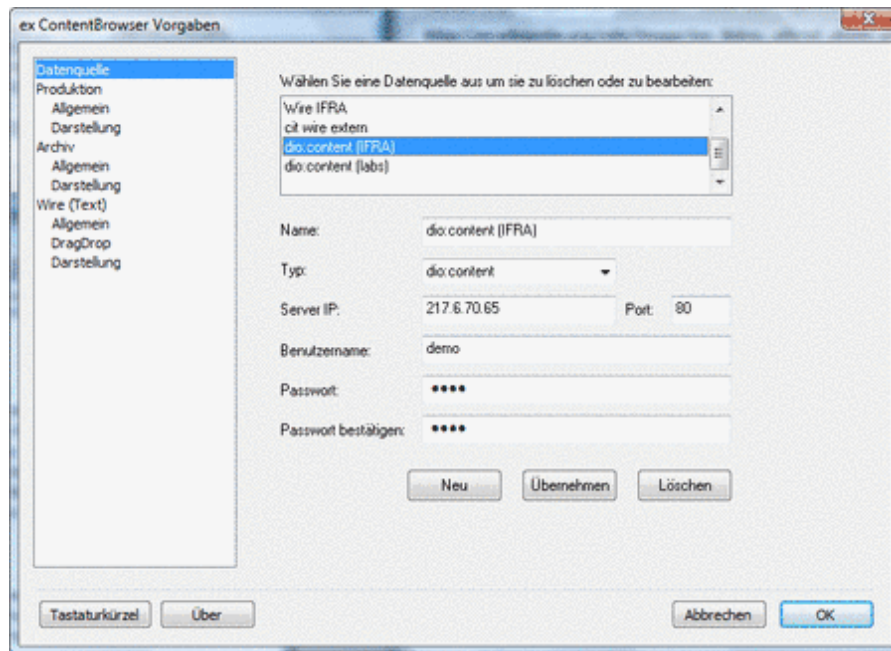 ex ContentBrowser Vorgaben
Datenquelle
Produktion
Allgemein
Darstellung
Archiv
Allgemein
Darstellung
Wire (Text)
Allgemein
DragDrop
Darstellung
Wählen Sie eine Datenquelle aus um sie zu löschen oder zu bearbeiten:
Wire IFRA
cit wire extern
dio:content (IFRA)
dio:content (labs)
Name: dio:content (IFRA)
Typ: dio:content
Server IP: 217.6.70.65 Port: 80
Benutzername: demo
Passwort: ••••
Passwort bestätigen: ••••
Neu Übernehmen Löschen
Tastaturkürzel Über Abbrechen OK